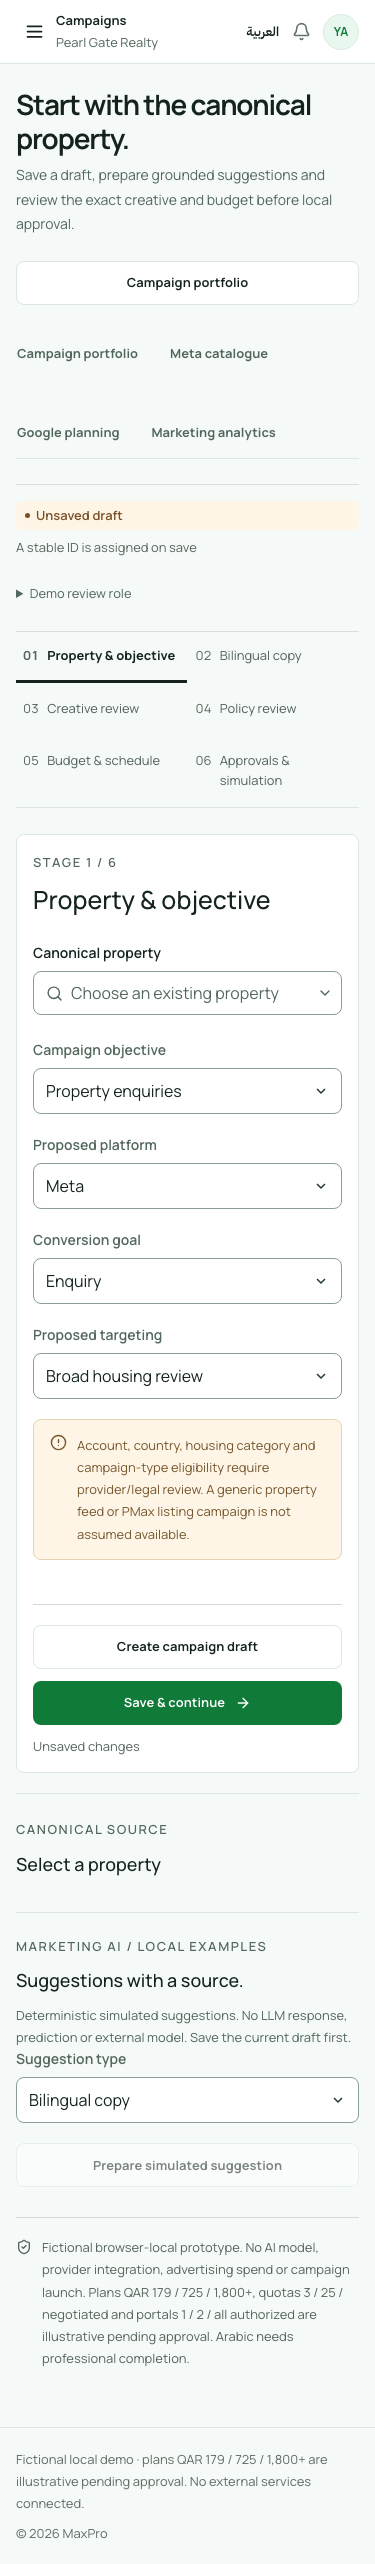 Campaigns
Pearl Gate Realty
العربية
YA
Start with the canonical
property.
Save a draft, prepare grounded suggestions and
review the exact creative and budget before local
approval.
Campaign portfolio
Campaign portfolio
Meta catalogue
Google planning
Marketing analytics
Unsaved draft
A stable ID is assigned on save
Demo review role
01 Property & objective
02 Bilingual copy
03 Creative review
04 Policy review
05 Budget & schedule
06 Approvals &
simulation
STAGE 1 / 6
Property & objective
Canonical property
Choose an existing property
Campaign objective
Property enquiries
Proposed platform
Meta
Conversion goal
Enquiry
Proposed targeting
Broad housing review
Account, country, housing category and
campaign-type eligibility require
provider/legal review. A generic property
feed or PMax listing campaign is not
assumed available.
Create campaign draft
Save & continue
Unsaved changes
CANONICAL SOURCE
Select a property
MARKETING AI / LOCAL EXAMPLES
Suggestions with a source.
Deterministic simulated suggestions. No LLM response,
prediction or external model. Save the current draft first.
Suggestion type
Bilingual copy
Prepare simulated suggestion
Fictional browser-local prototype. No AI model,
provider integration, advertising spend or campaign
launch. Plans QAR 179 / 725 / 1,800+, quotas 3 / 25 /
negotiated and portals 1 / 2 / all authorized are
illustrative pending approval. Arabic needs
professional completion.
Fictional local demo · plans QAR 179 / 725 / 1,800+ are
illustrative pending approval. No external services
connected.
© 2026 MaxPro